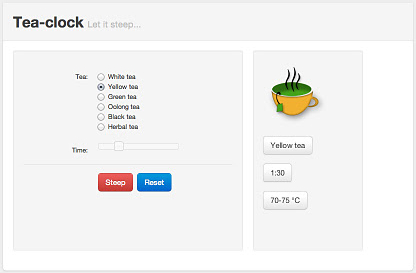 Tea-clock Let it steep...
Tea:
White tea
Yellow tea
Green tea
Oolong tea
Black tea
Herbal tea
Time:
Steep Reset
Yellow tea
1:30
70-75 °C